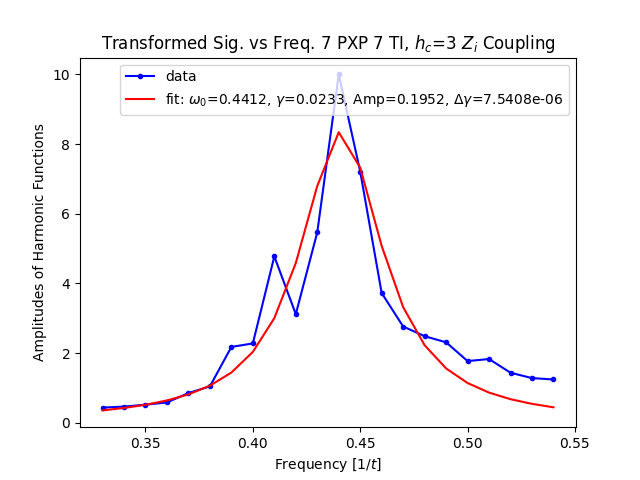 Transformed Sig. vs Freq. 7 PXP 7 TI, $h_c$=3 $Z_i$ Coupling
data
fit: $\omega_0$=0.4412, $\gamma$=0.0233, Amp=0.1952, $\Delta\gamma$=7.5408e-06
Amplitudes of Harmonic Functions
10
8
6
4
2
0
0.35 0.40 0.45 0.50 0.55
Frequency [1/$t$]